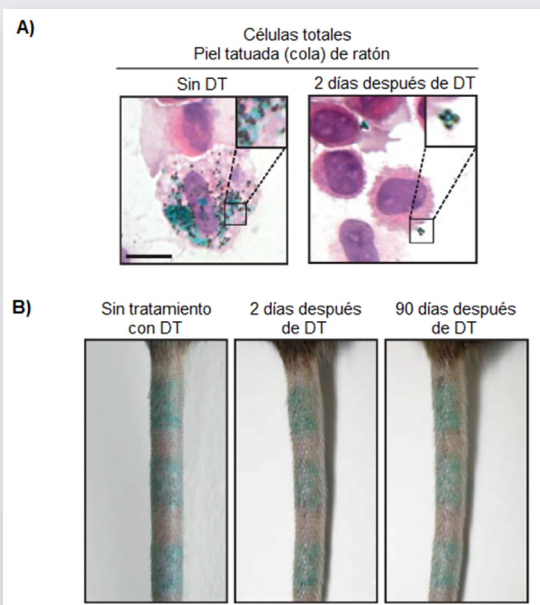 A)
Células totales
Piel tatuada (cola) de ratón
Sin DT
2 días después de DT
B)
Sin tratamiento
con DT
2 días después
de DT
90 días después
de DT